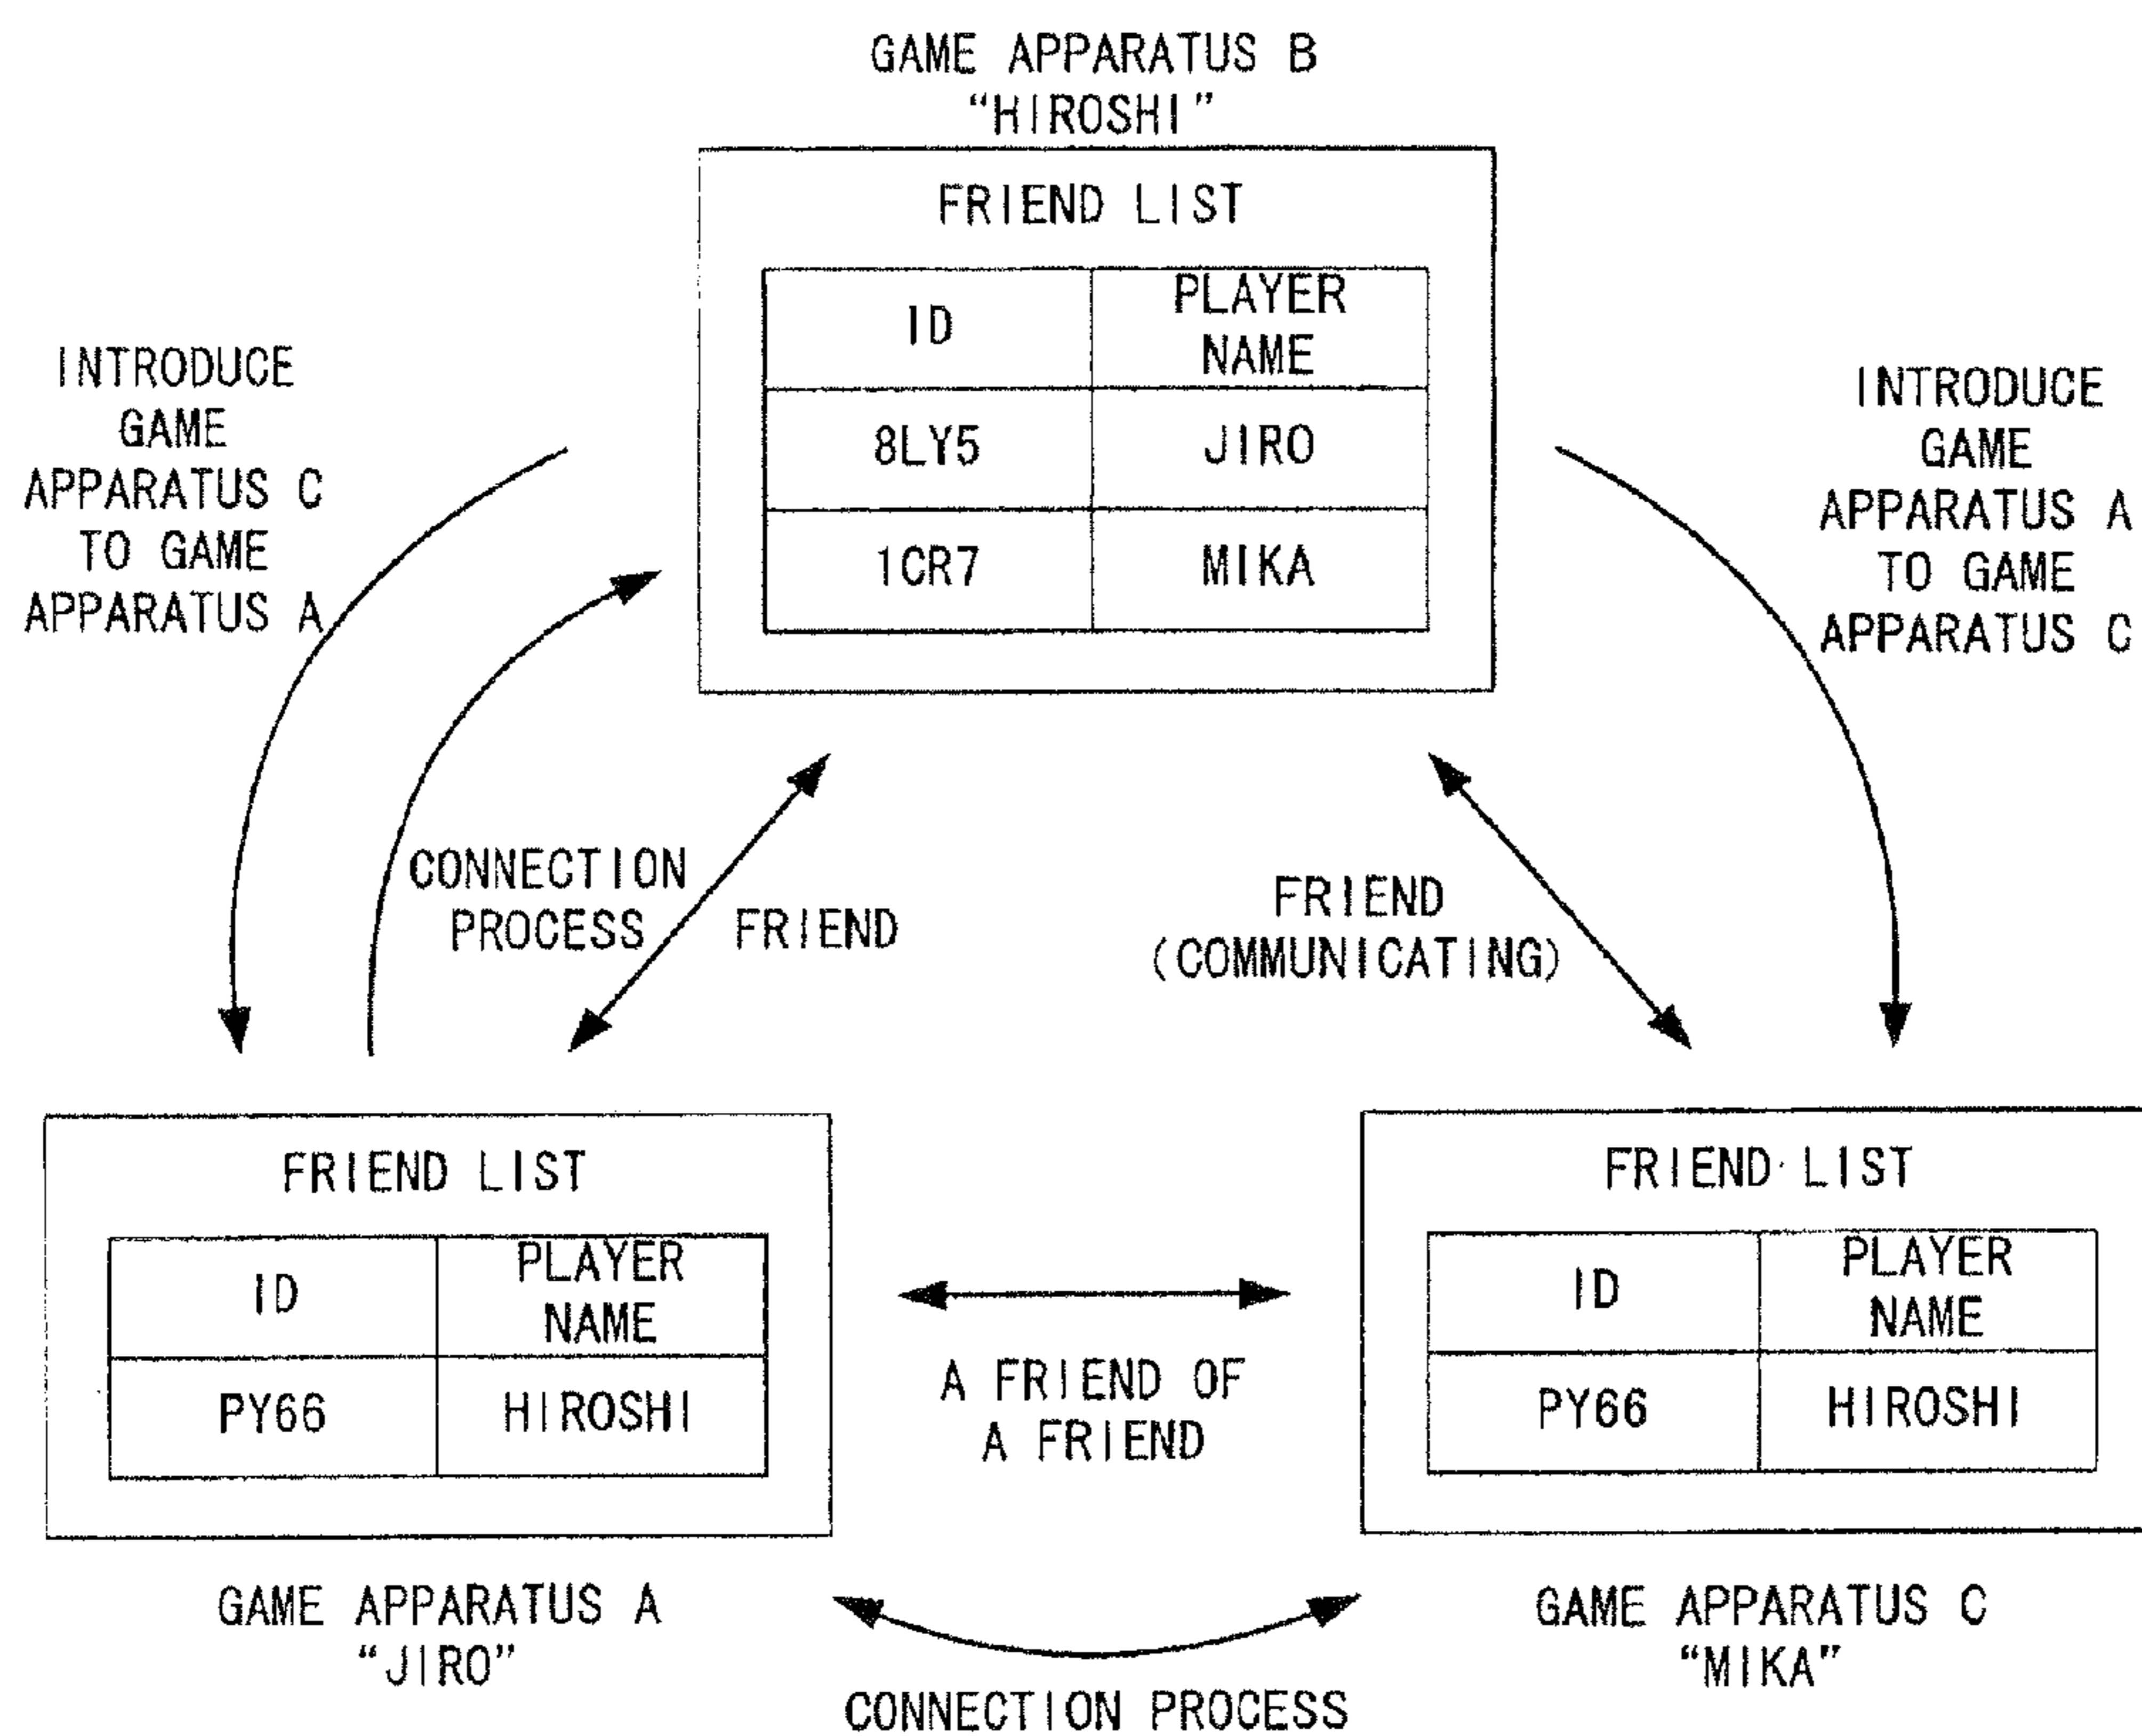 GAME APPARATUS B
“HIROSHI”
FRIEND LIST
ID
PLAYER
NAME
8LY5
JIRO
1CR7
MIKA
INTRODUCE
GAME
APPARATUS C
TO GAME
APPARATUS A
INTRODUCE
GAME
APPARATUS A
TO GAME
APPARATUS C
CONNECTION
PROCESS
FRIEND
FRIEND
(COMMUNICATING)
FRIEND LIST
ID
PLAYER
NAME
PY66
HIROSHI
GAME APPARATUS A
“JIRO”
A FRIEND OF
A FRIEND
FRIEND LIST
ID
PLAYER
NAME
PY66
HIROSHI
GAME APPARATUS C
“MIKA”
CONNECTION PROCESS